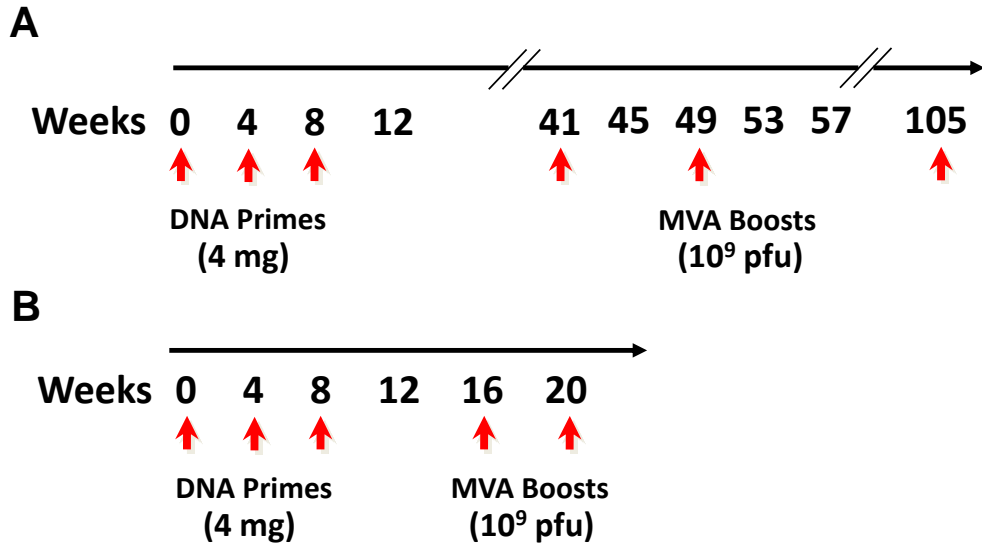 A
Weeks 0 4 8 12 41 45 49 53 57 105
DNA Primes MVA Boosts
(4 mg) (10⁹ pfu)
B
Weeks 0 4 8 12 16 20
DNA Primes MVA Boosts
(4 mg) (10⁹ pfu)